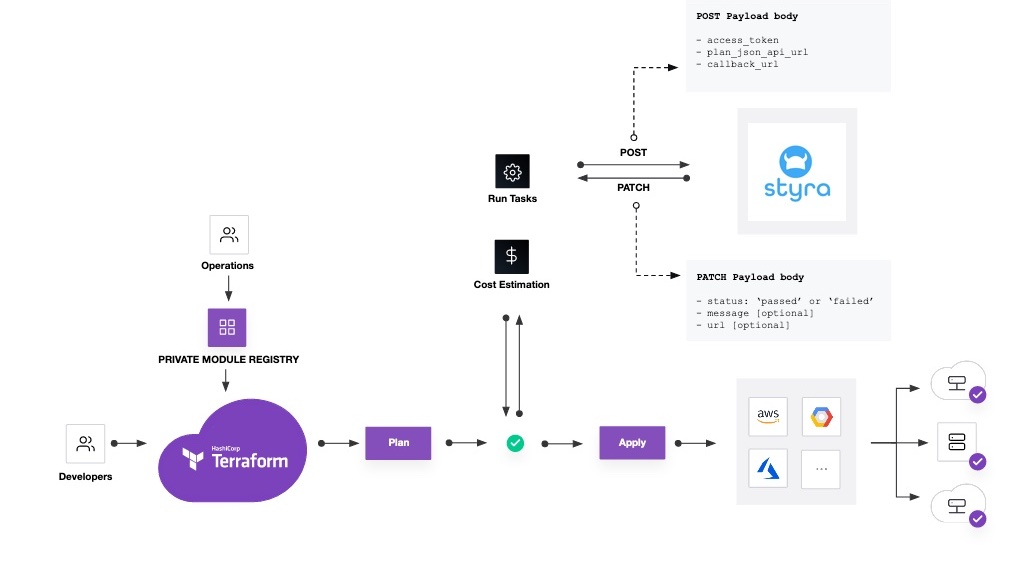 POST Payload body
- access_token
- plan_json_api_url
- callback_url
POST
PATCH
Run Tasks
styra
Operations
Cost Estimation
PATCH Payload body
- status: ‘passed’ or ‘failed’
- message [optional]
- url [optional]
PRIVATE MODULE REGISTRY
Developers
HashiCorp
Terraform
Plan
Apply
aws
...